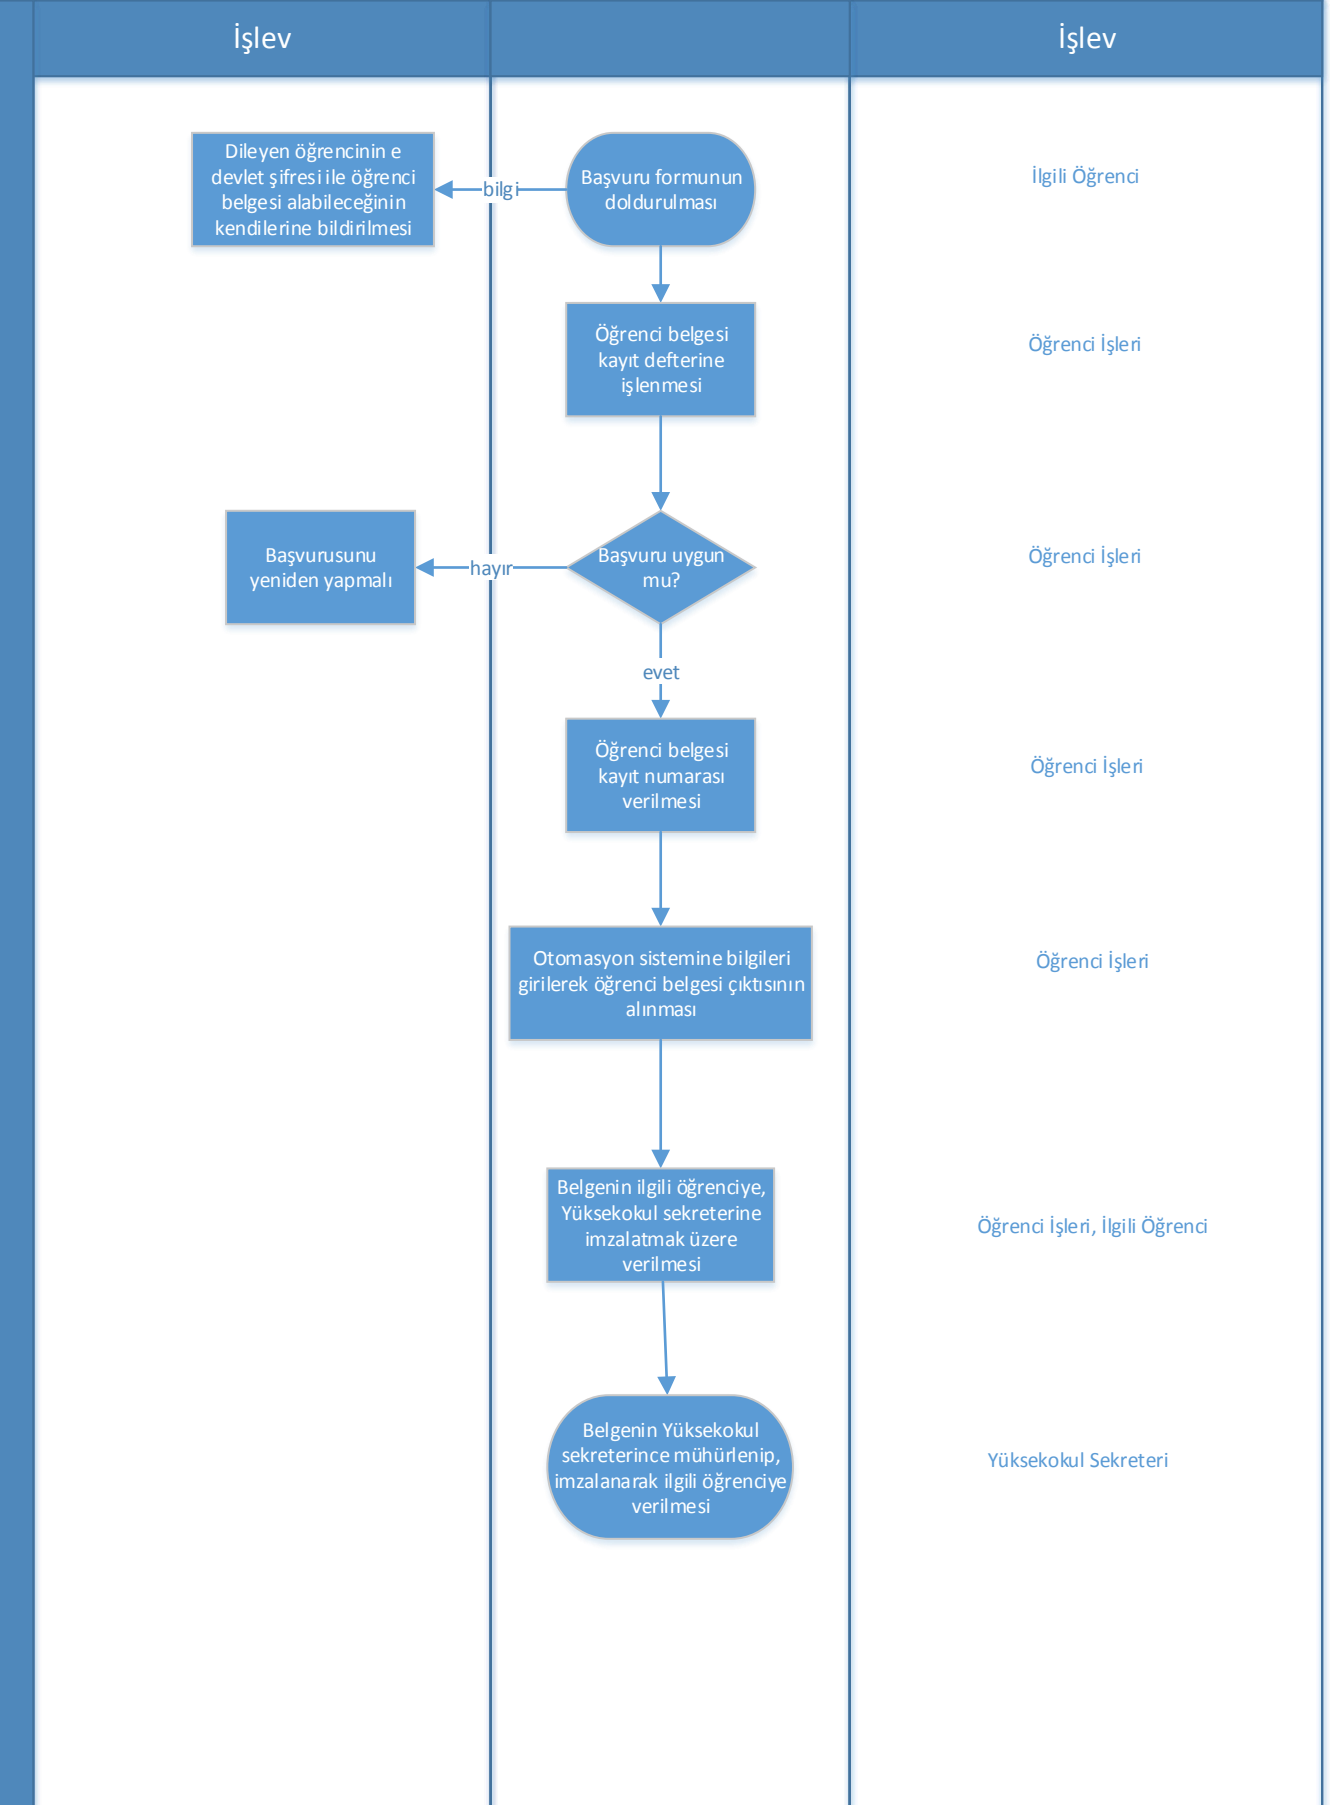 İşlev
İşlev
Dileyen öğrencinin e
devlet şifresi ile öğrenci
belgesi alabileceğinin
kendilerine bildirilmesi
bilgi
Başvuru formunun
doldurulması
İlgili Öğrenci
Öğrenci belgesi
kayıt defterine
işlenmesi
Öğrenci İşleri
Başvurusunu
yeniden yapmalı
hayır
Başvuru uygun
mu?
Öğrenci İşleri
evet
Öğrenci belgesi
kayıt numarası
verilmesi
Öğrenci İşleri
Otomasyon sistemine bilgileri
girilerek öğrenci belgesi çıktısının
alınması
Öğrenci İşleri
Belgenin ilgili öğrenciye,
Yüksekokul sekreterine
imzalatmak üzere
verilmesi
Öğrenci İşleri, İlgili Öğrenci
Belgenin Yüksekokul
sekreterince mühürlenip,
imzalanarak ilgili öğrenciye
verilmesi
Yüksekokul Sekreteri